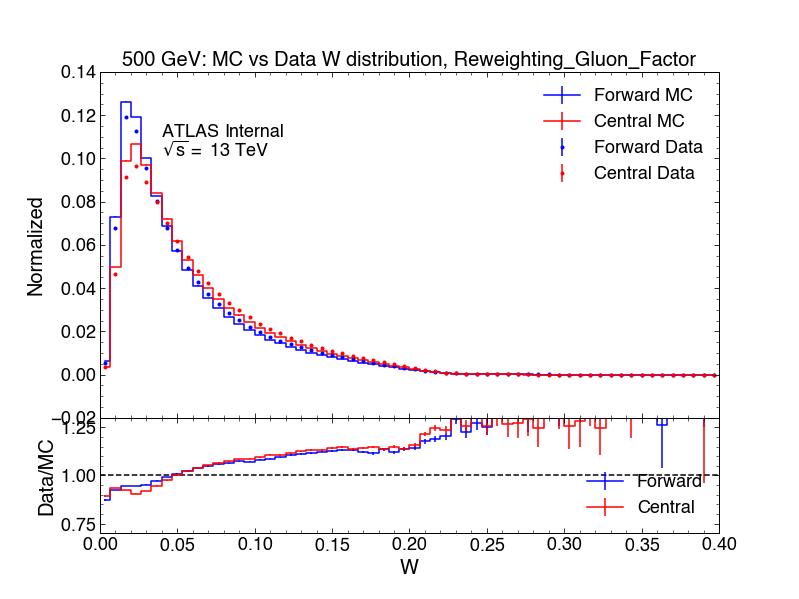 500 GeV: MC vs Data W distribution, Reweighting_Gluon_Factor
0.14
0.12
0.10
0.08
0.06
0.04
0.02
0.00
−0.02
Normalized
ATLAS Internal
√s = 13 TeV
Forward MC
Central MC
Forward Data
Central Data
1.25
1.00
0.75
Data/MC
Forward
Central
0.00 0.05 0.10 0.15 0.20 0.25 0.30 0.35 0.40
W